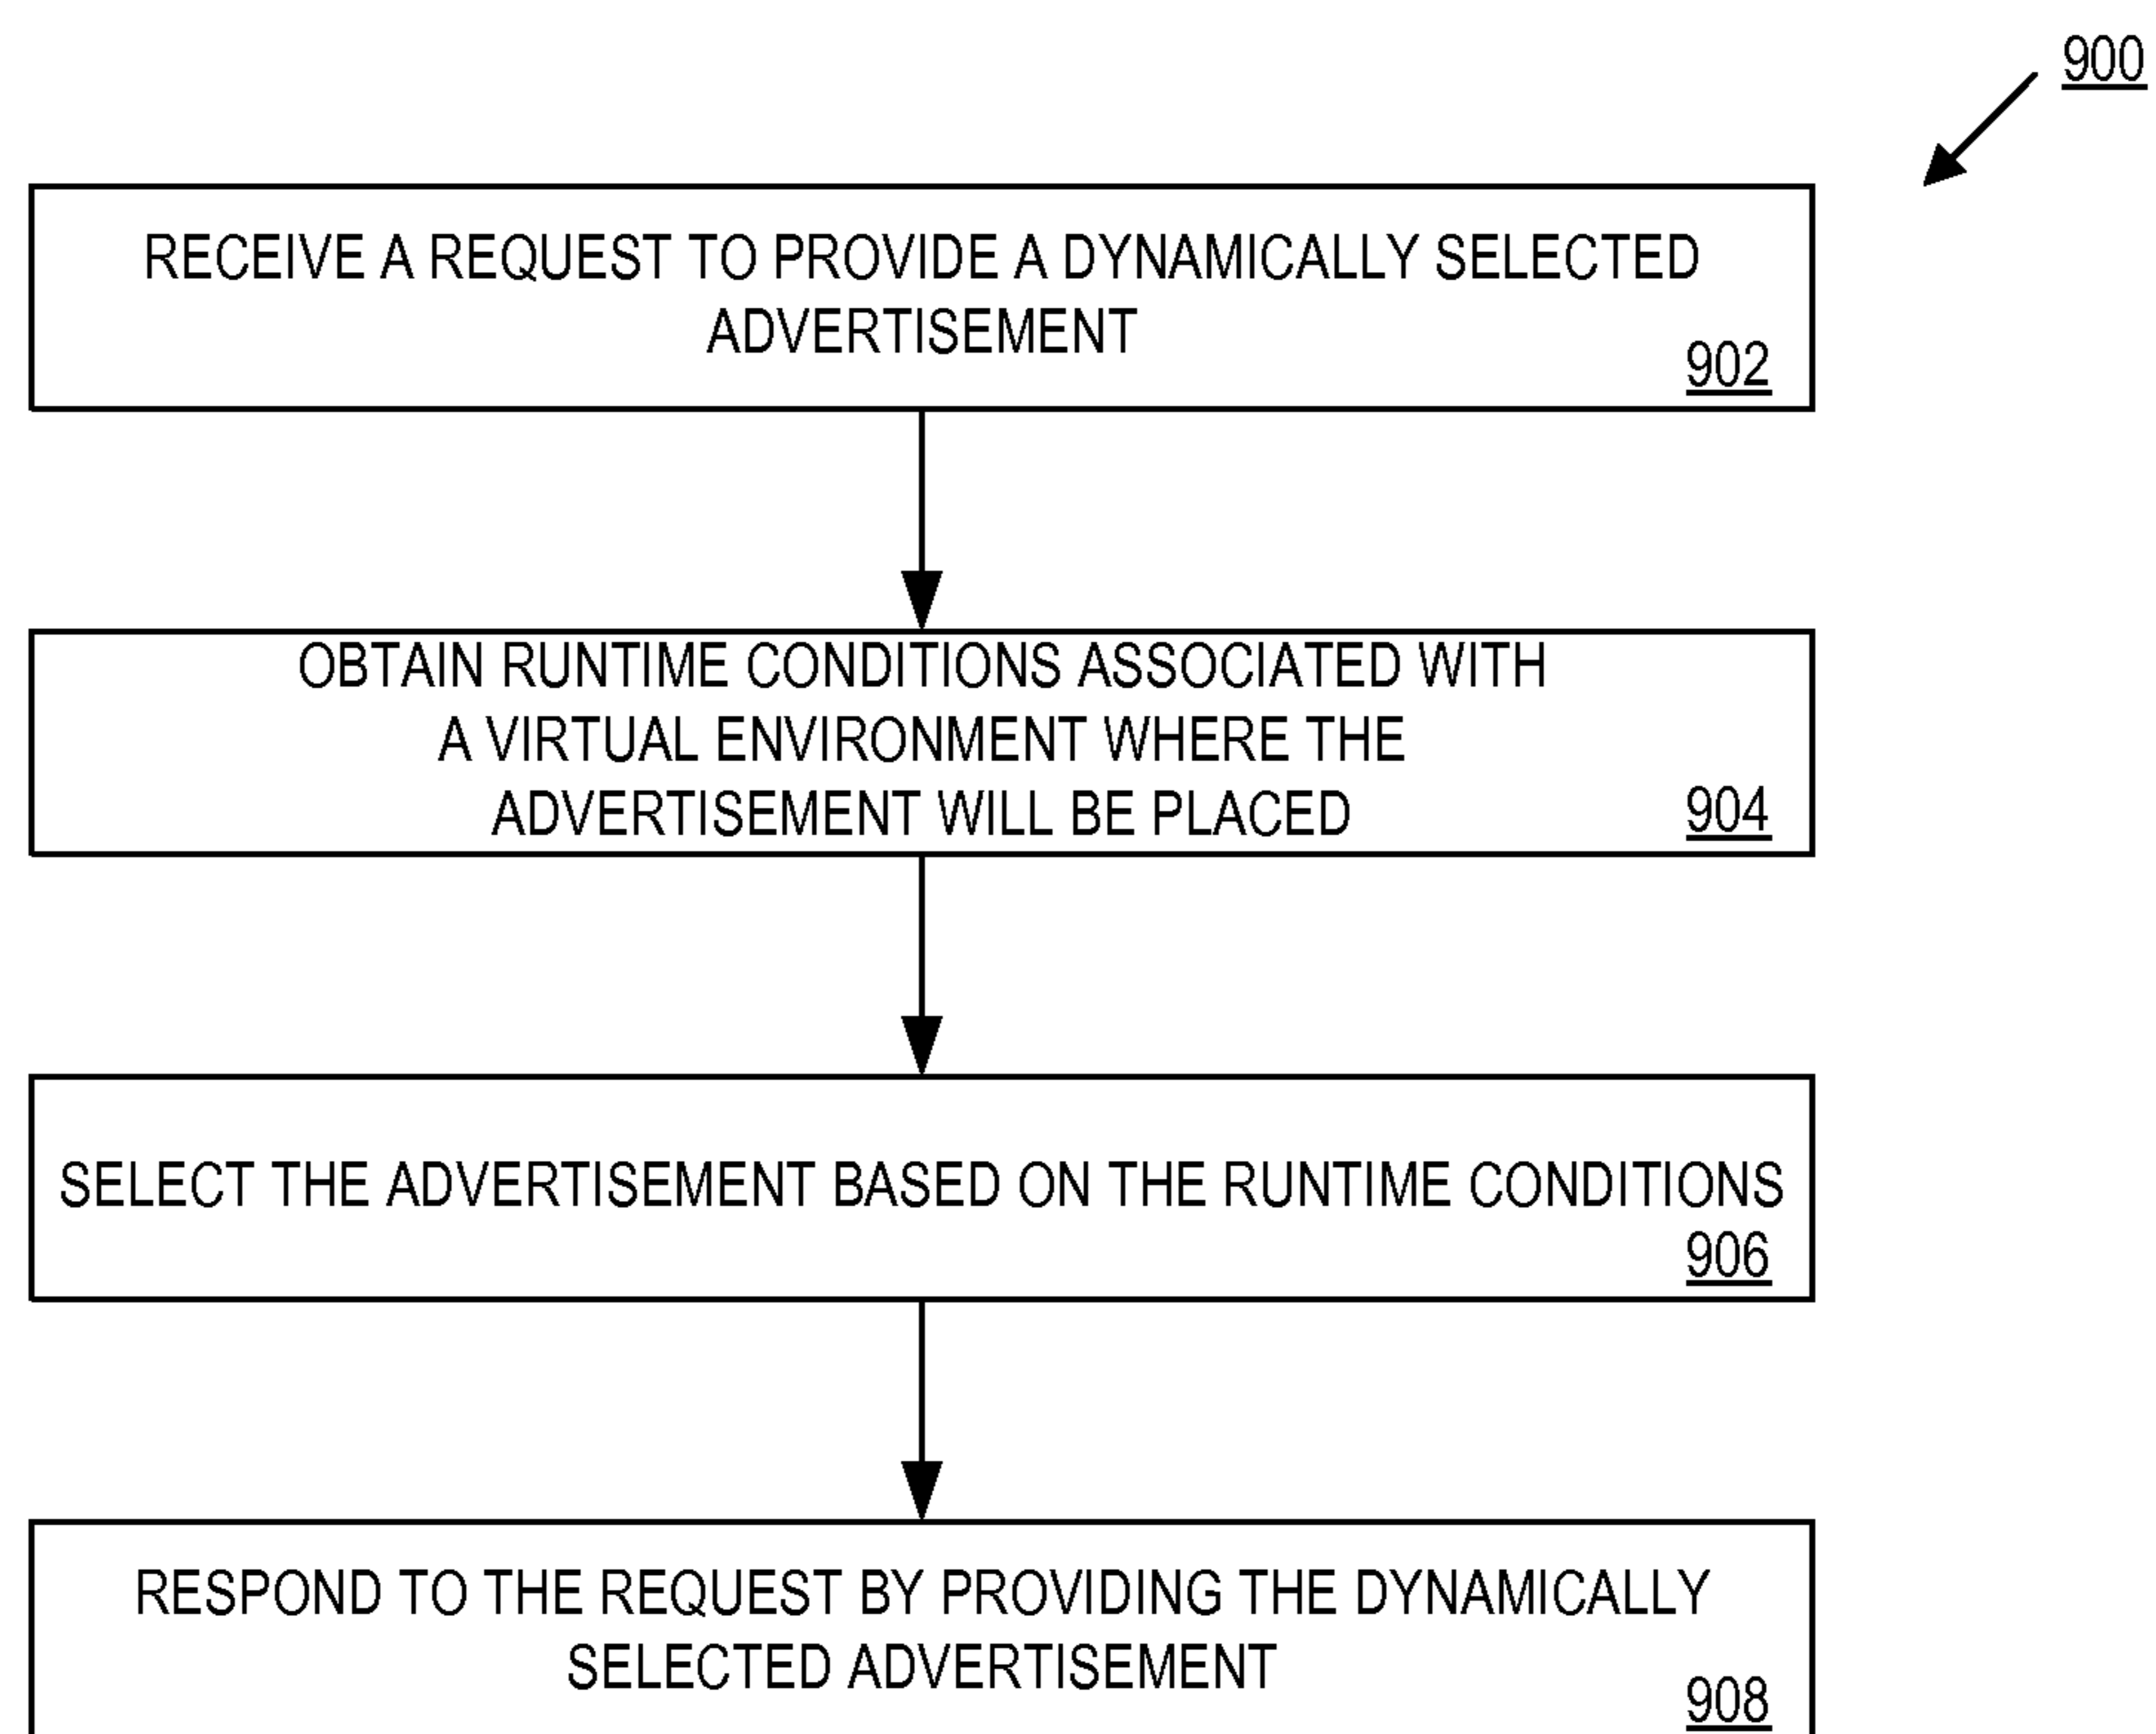 900
RECEIVE A REQUEST TO PROVIDE A DYNAMICALLY SELECTED
ADVERTISEMENT
902
OBTAIN RUNTIME CONDITIONS ASSOCIATED WITH
A VIRTUAL ENVIRONMENT WHERE THE
ADVERTISEMENT WILL BE PLACED
904
SELECT THE ADVERTISEMENT BASED ON THE RUNTIME CONDITIONS
906
RESPOND TO THE REQUEST BY PROVIDING THE DYNAMICALLY
SELECTED ADVERTISEMENT
908